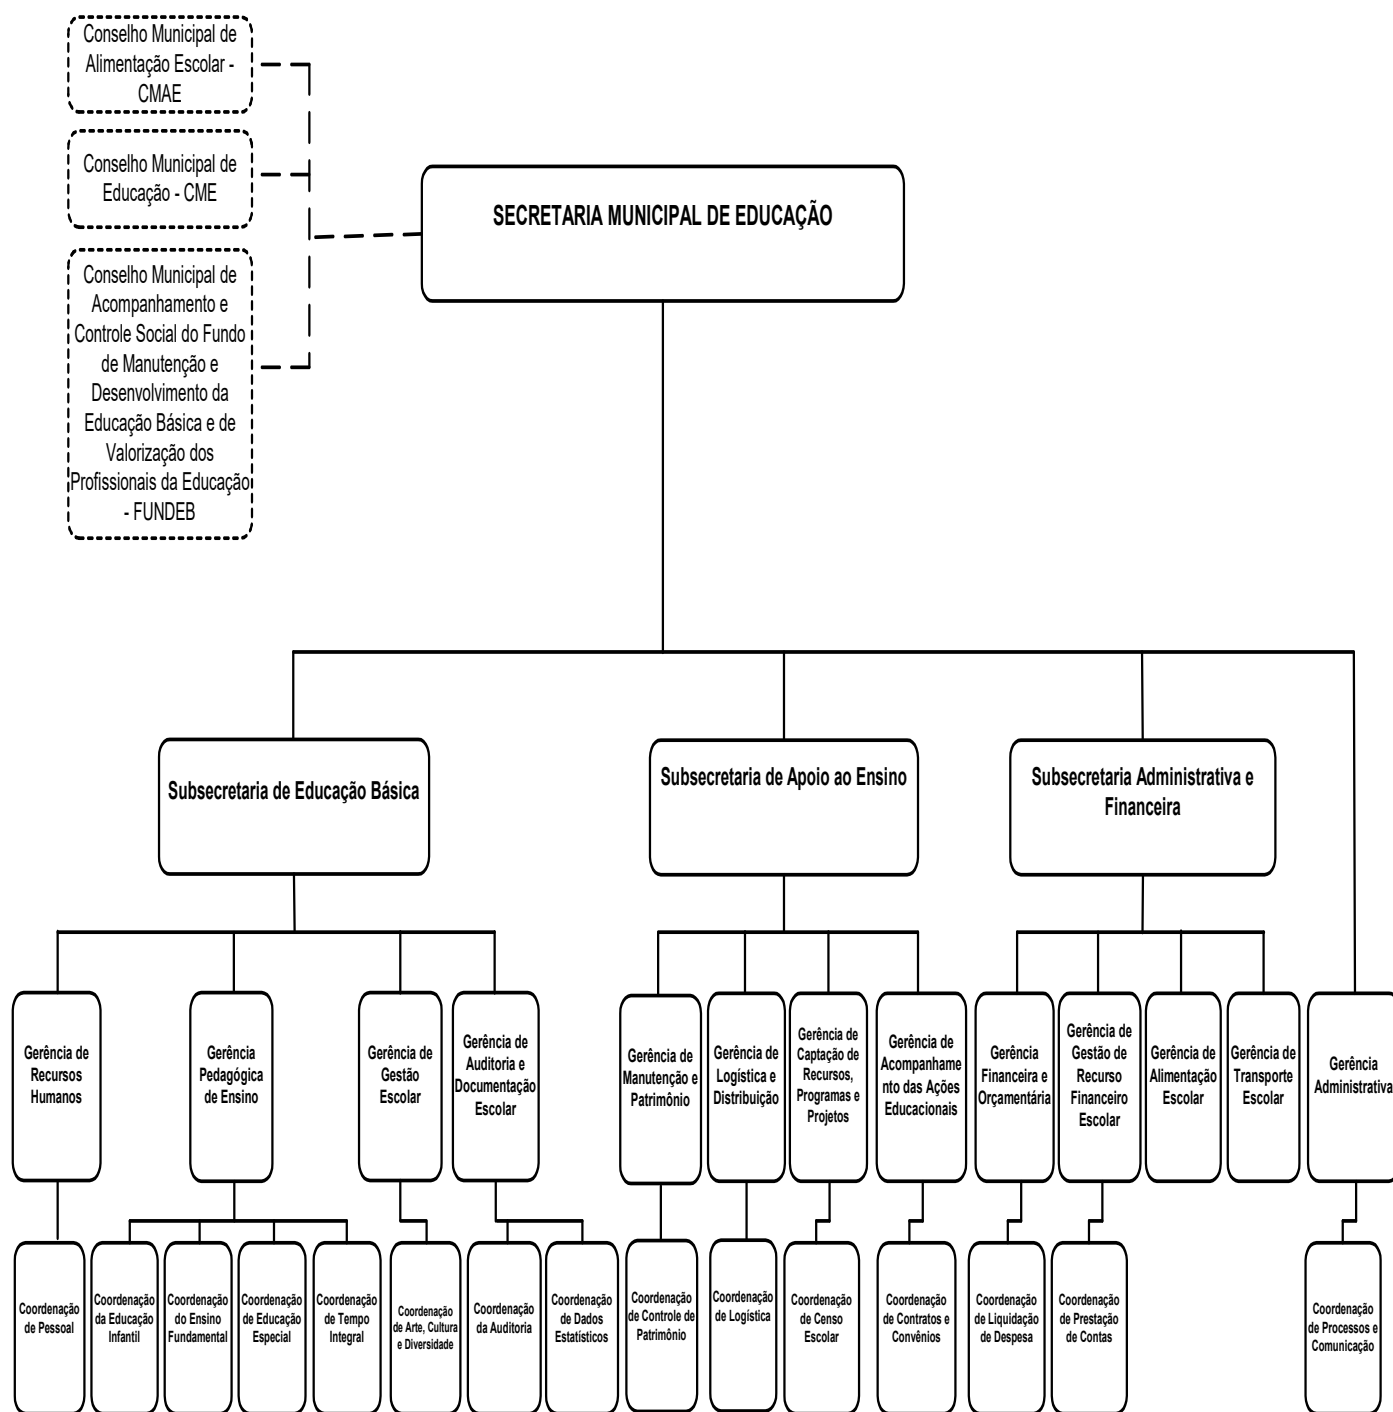 Conselho Municipal de
Alimentação Escolar -
CMAE
Conselho Municipal de
Educação - CME
Conselho Municipal de
Acompanhamento e
Controle Social do Fundo
de Manutenção e
Desenvolvimento da
Educação Básica e de
Valorização dos
Profissionais da Educação
- FUNDEB
SECRETARIA MUNICIPAL DE EDUCAÇÃO
Subsecretaria de Educação Básica
Subsecretaria de Apoio ao Ensino
Subsecretaria Administrativa e
Financeira
Gerência de
Recursos
Humanos
Gerência
Pedagógica
de Ensino
Gerência de
Gestão
Escolar
Gerência de
Auditoria e
Documentação
Escolar
Gerência de
Manutenção e
Patrimônio
Gerência de
Logística e
Distribuição
Gerência de
Captação de
Recursos,
Programas e
Projetos
Gerência de
Acompanhame
nto das Ações
Educacionais
Gerência
Financeira e
Orçamentária
Gerência de
Gestão de
Recurso
Financeiro
Escolar
Gerência de
Alimentação
Escolar
Gerência de
Transporte
Escolar
Gerência
Administrativa
Coordenação
de Pessoal
Coordenação
da Educação
Infantil
Coordenação
do Ensino
Fundamental
Coordenação
de Educação
Especial
Coordenação
de Tempo
Integral
Coordenação
de Arte, Cultura
e Diversidade
Coordenação
da Auditoria
Coordenação
de Dados
Estatísticos
Coordenação
de Controle de
Patrimônio
Coordenação
de Logística
Coordenação
de Censo
Escolar
Coordenação
de Contratos e
Convênios
Coordenação
de Liquidação
de Despesa
Coordenação
de Prestação
de Contas
Coordenação
de Processos e
Comunicação